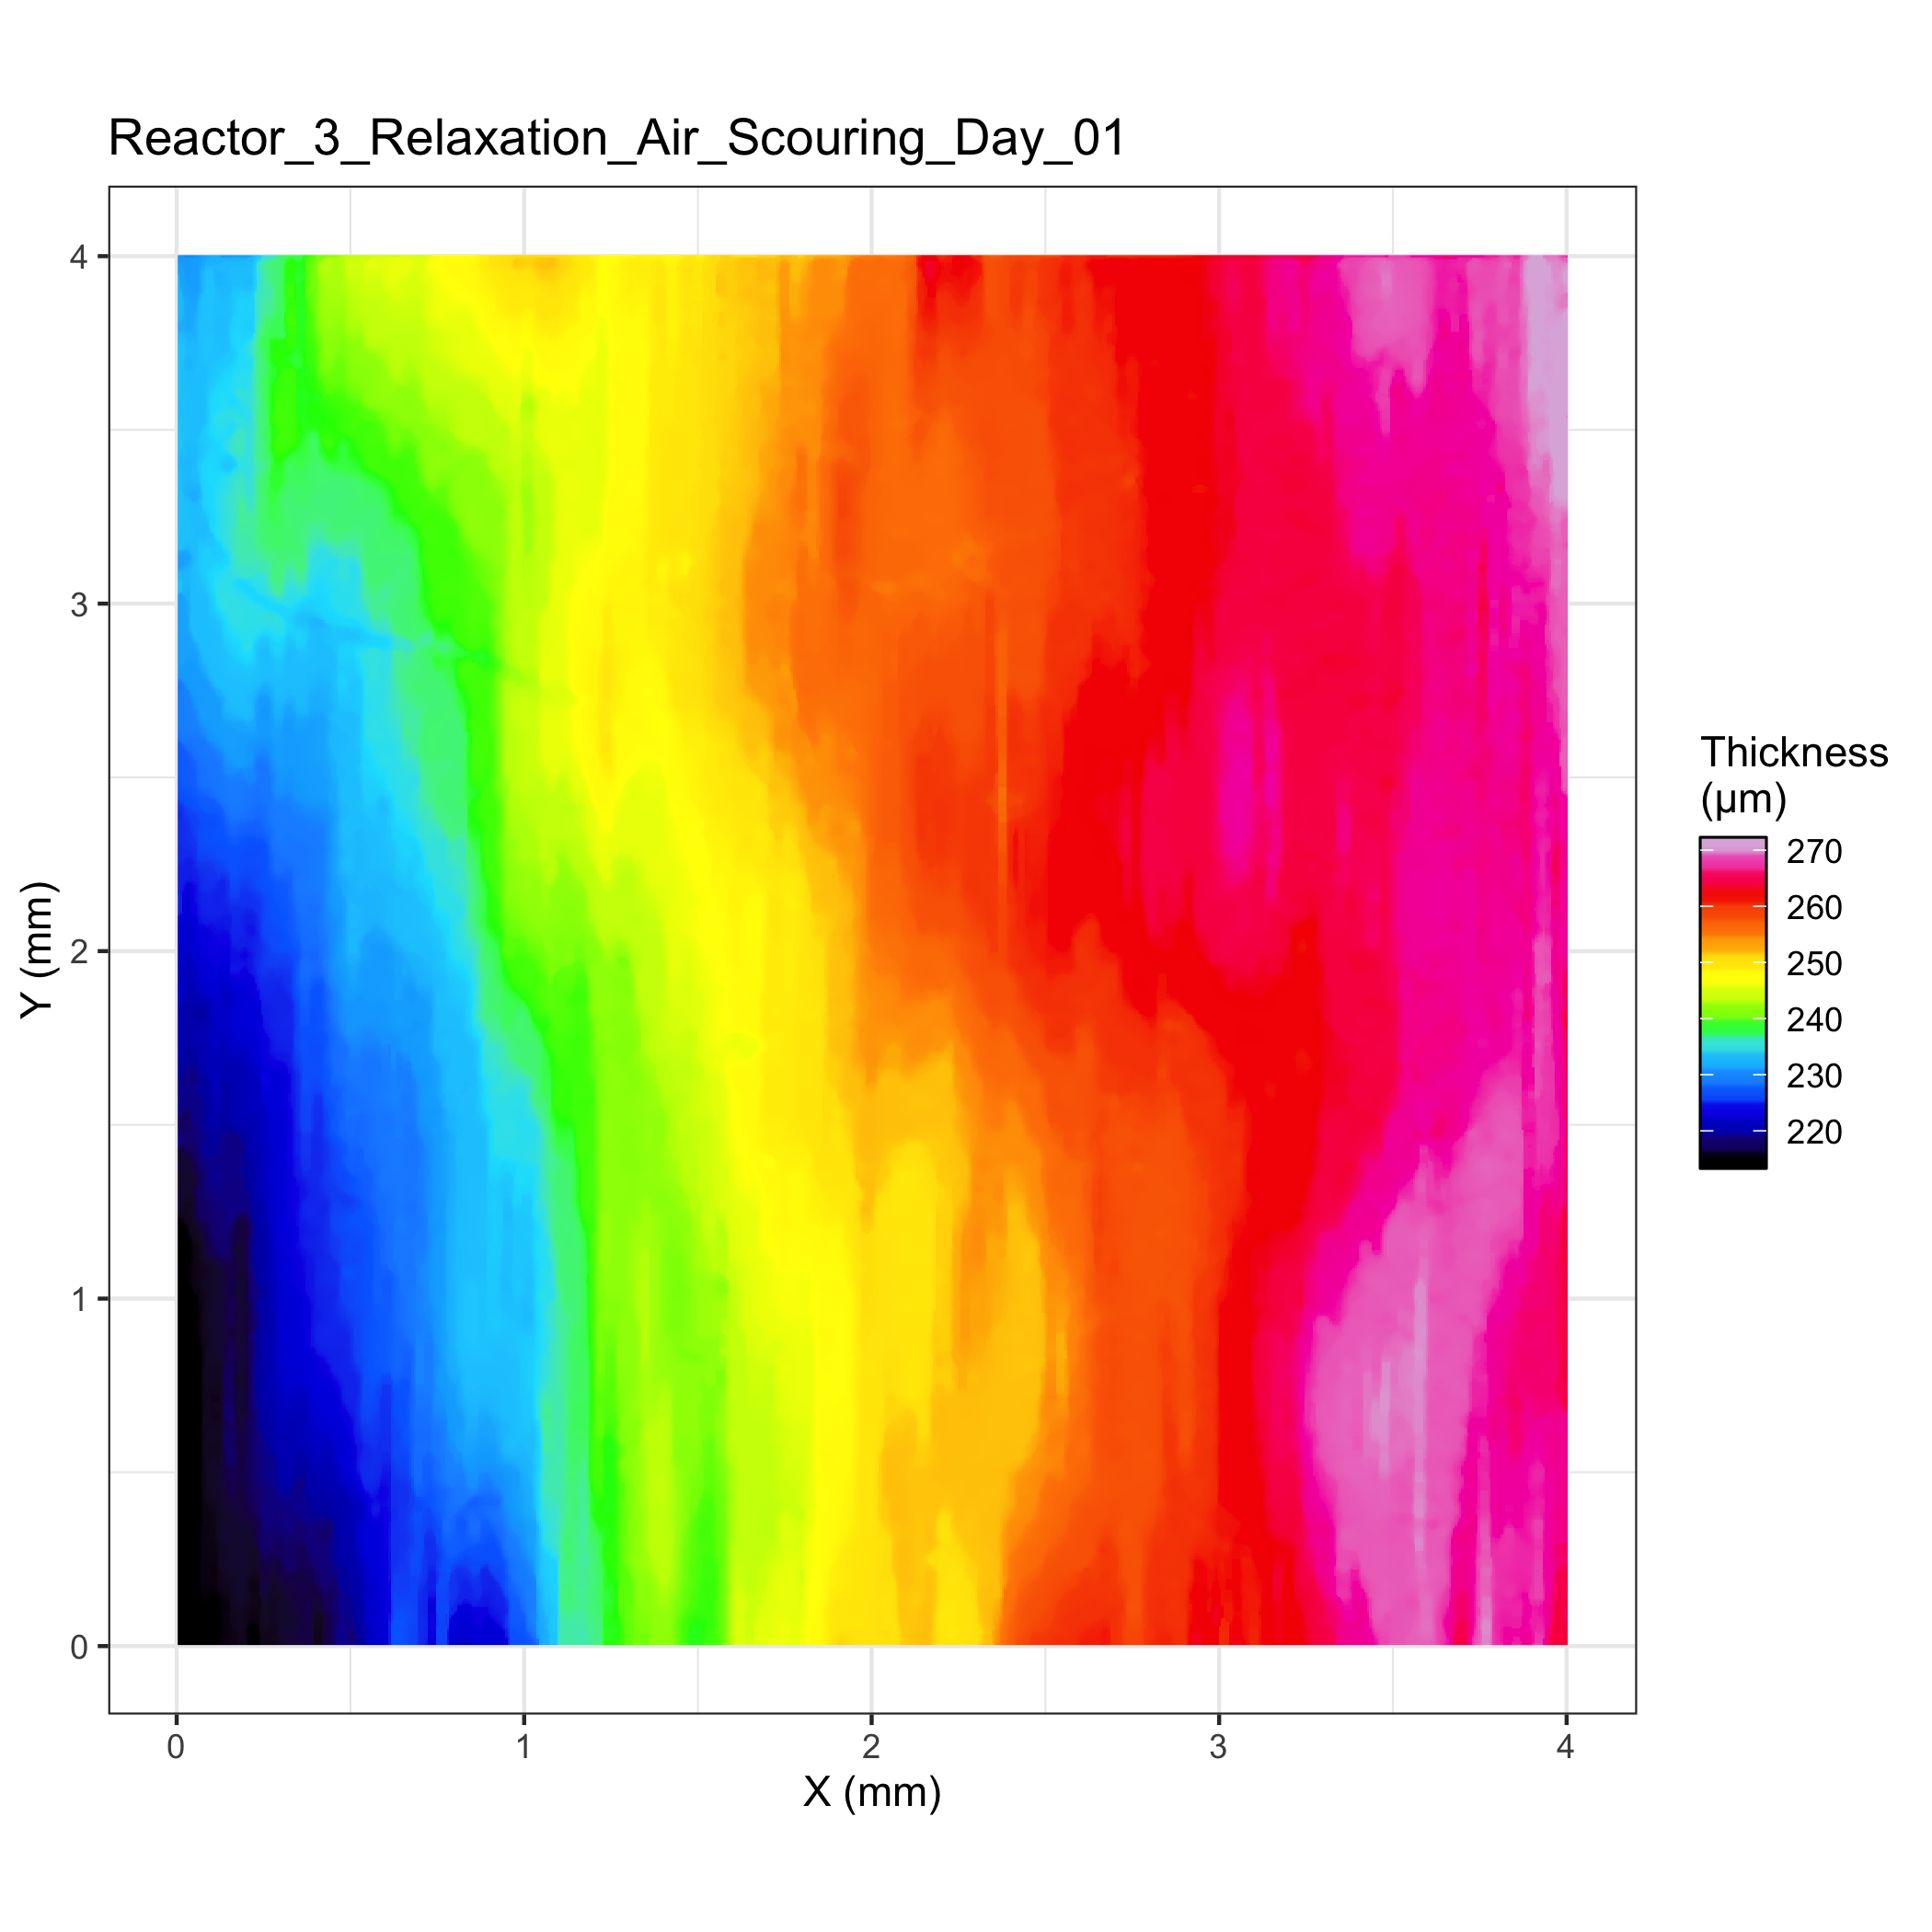 Reactor_3_Relaxation_Air_Scouring_Day_01
4
3
2
1
0
Y (mm)
0 1 2 3 4
X (mm)
Thickness
(µm)
270
260
250
240
230
220